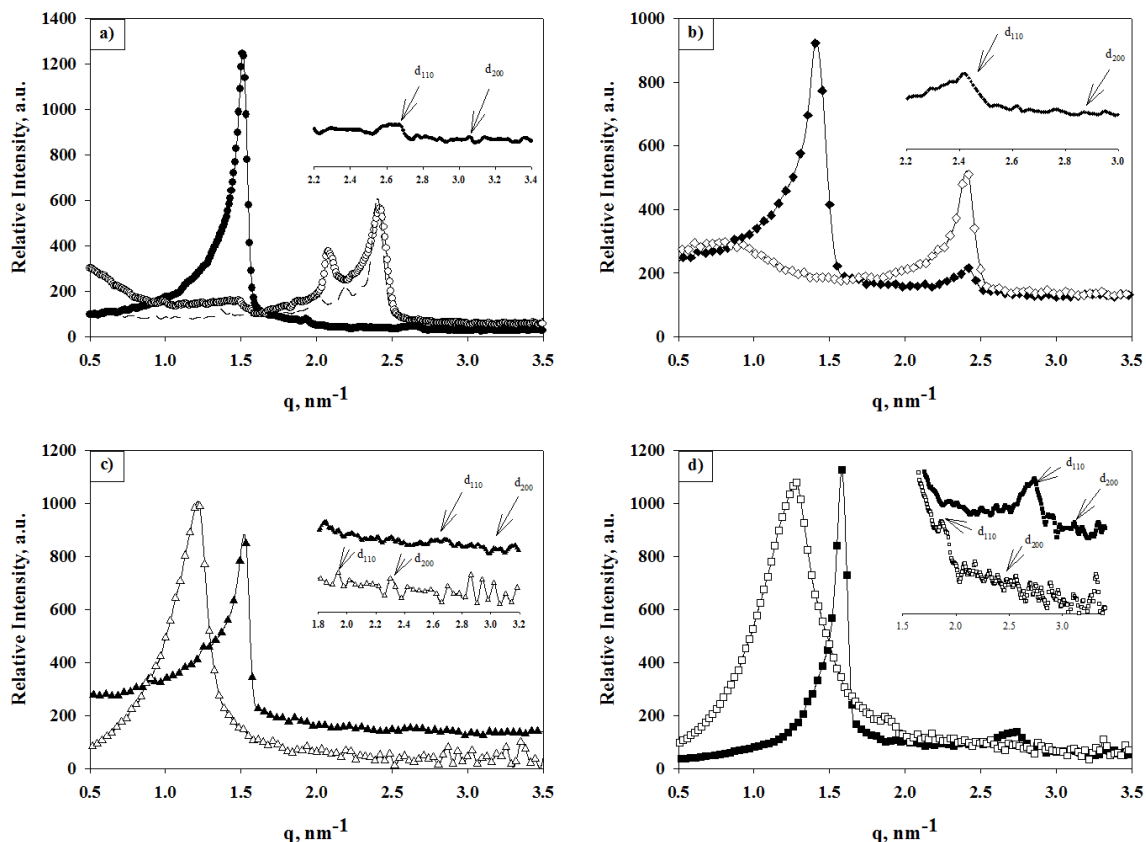 a)
1400
1200
1000
800
600
400
200
0
Relative Intensity, a.u.
0.5 1.0 1.5 2.0 2.5 3.0 3.5
q, nm-1
d110
d200
2.2 2.4 2.6 2.8 3.0 3.2 3.4
b)
1000
800
600
400
200
0
Relative Intensity, a.u.
0.5 1.0 1.5 2.0 2.5 3.0 3.5
q, nm-1
d110
d200
2.2 2.4 2.6 2.8 3.0
c)
1200
1000
800
600
400
200
0
Relative Intensity, a.u.
0.5 1.0 1.5 2.0 2.5 3.0 3.5
q, nm-1
d110
d200
d110
d200
1.8 2.0 2.2 2.4 2.6 2.8 3.0 3.2
d)
1200
1000
800
600
400
200
0
Relative Intensity, a.u.
0.5 1.0 1.5 2.0 2.5 3.0 3.5
q, nm-1
d110
d200
d110
d200
1.5 2.0 2.5 3.0 3.5